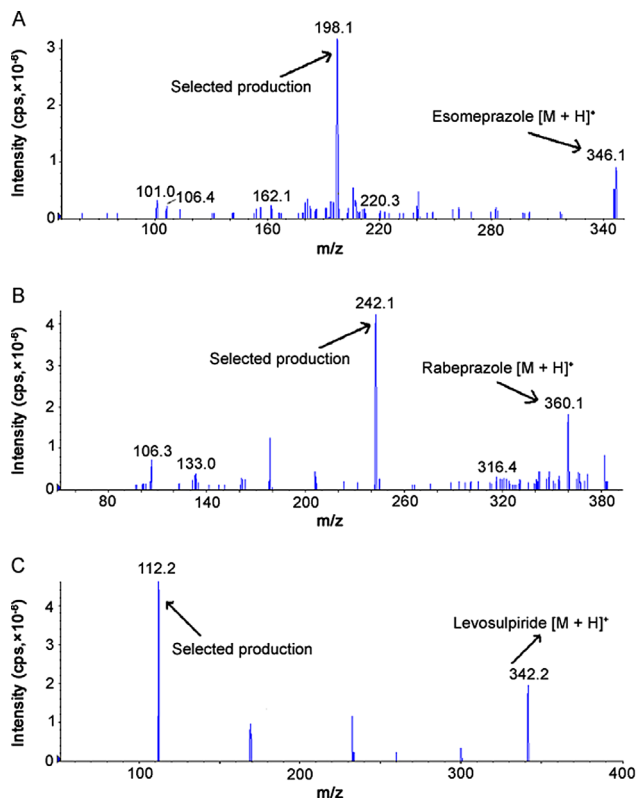 A
198.1
Selected production
Esomeprazole [M + H]⁺
346.1
101.0
106.4
162.1
220.3
Intensity (cps,×10⁻⁶)
3
2
1
0
100 160 220 280 340
m/z
B
242.1
Selected production
Rabeprazole [M + H]⁺
360.1
106.3
133.0
316.4
Intensity (cps,×10⁻⁶)
4
3
2
1
0
80 140 200 260 320 380
m/z
C
112.2
Selected production
Levosulpiride [M + H]⁺
342.2
Intensity (cps,×10⁻⁶)
4
3
2
1
0
100 200 300 400
m/z